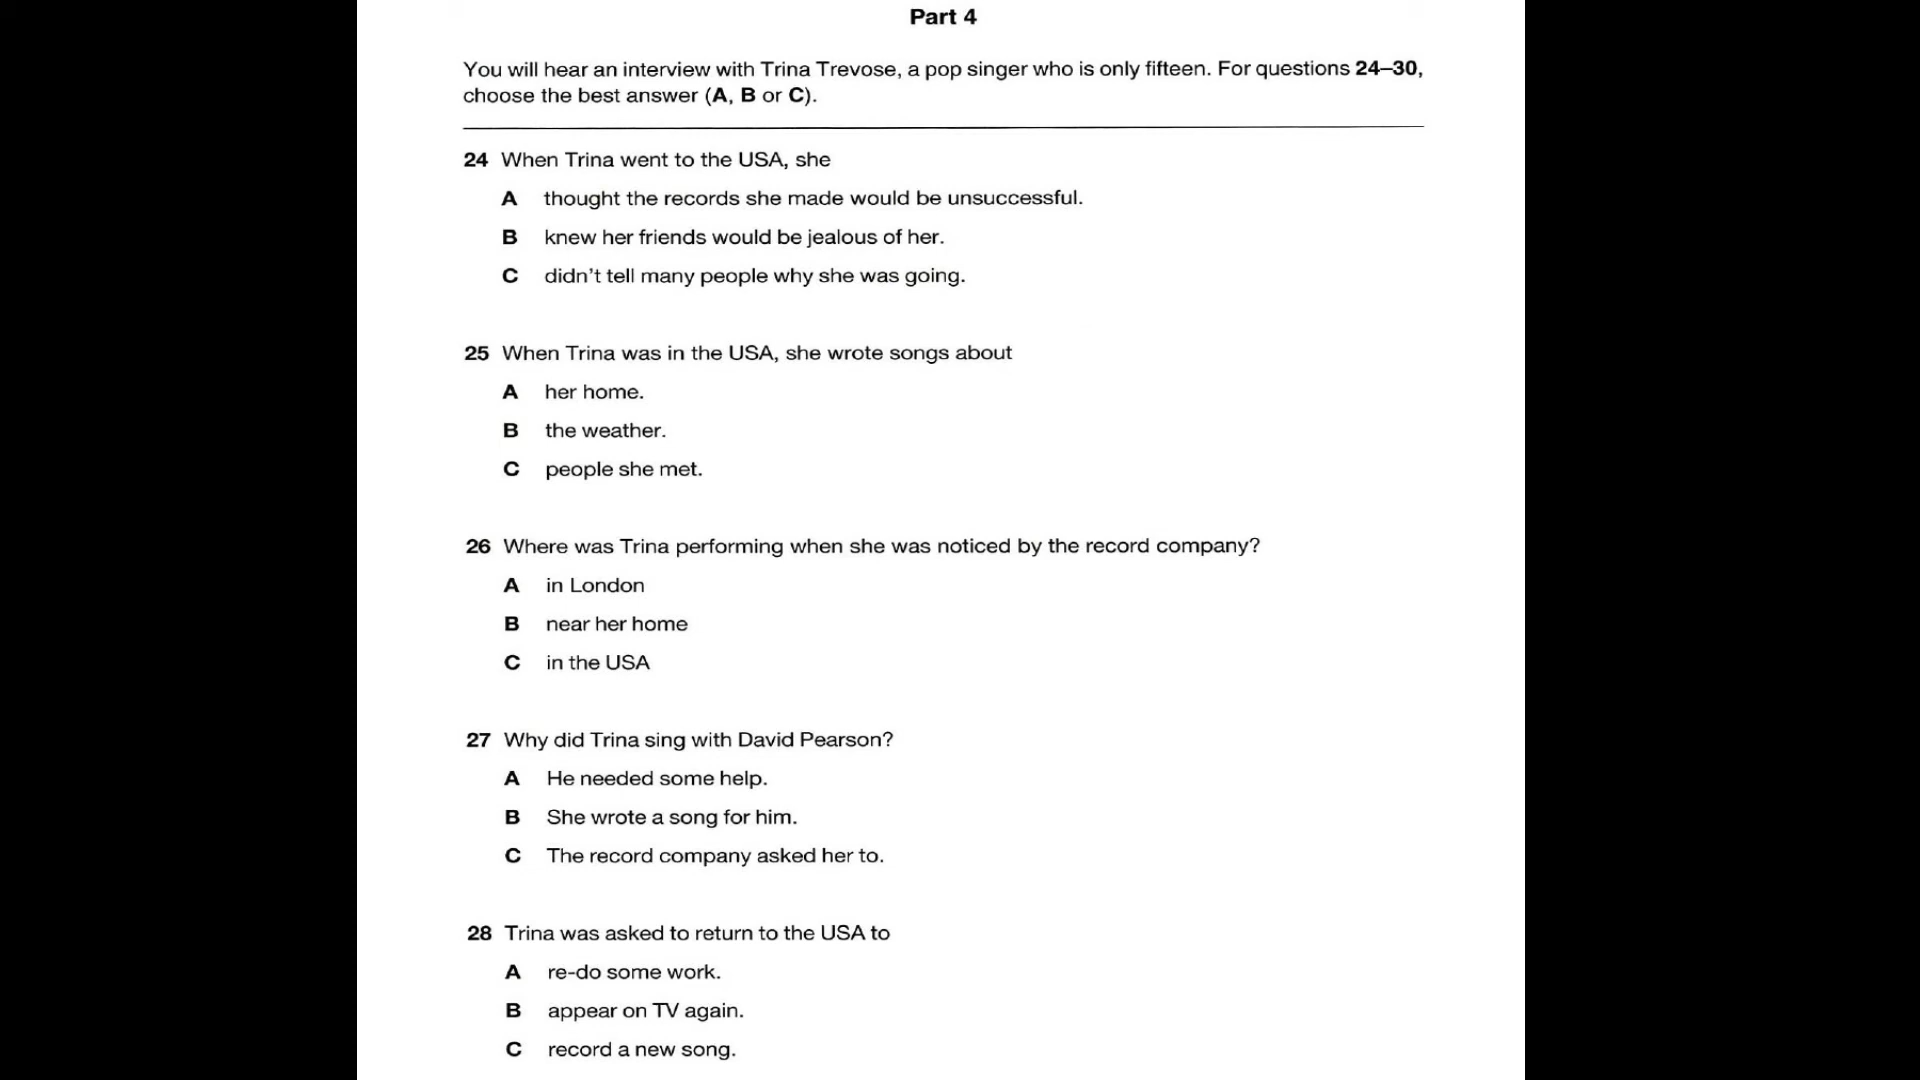 Part 4
You will hear an interview with Trina Trevose, a pop singer who is only fifteen. For questions 24–30,
choose the best answer (A, B or C).
24 When Trina went to the USA, she
A thought the records she made would be unsuccessful.
B knew her friends would be jealous of her.
C didn't tell many people why she was going.
25 When Trina was in the USA, she wrote songs about
A her home.
B the weather.
C people she met.
26 Where was Trina performing when she was noticed by the record company?
A in London
B near her home
C in the USA
27 Why did Trina sing with David Pearson?
A He needed some help.
B She wrote a song for him.
C The record company asked her to.
28 Trina was asked to return to the USA to
A re-do some work.
B appear on TV again.
C record a new song.